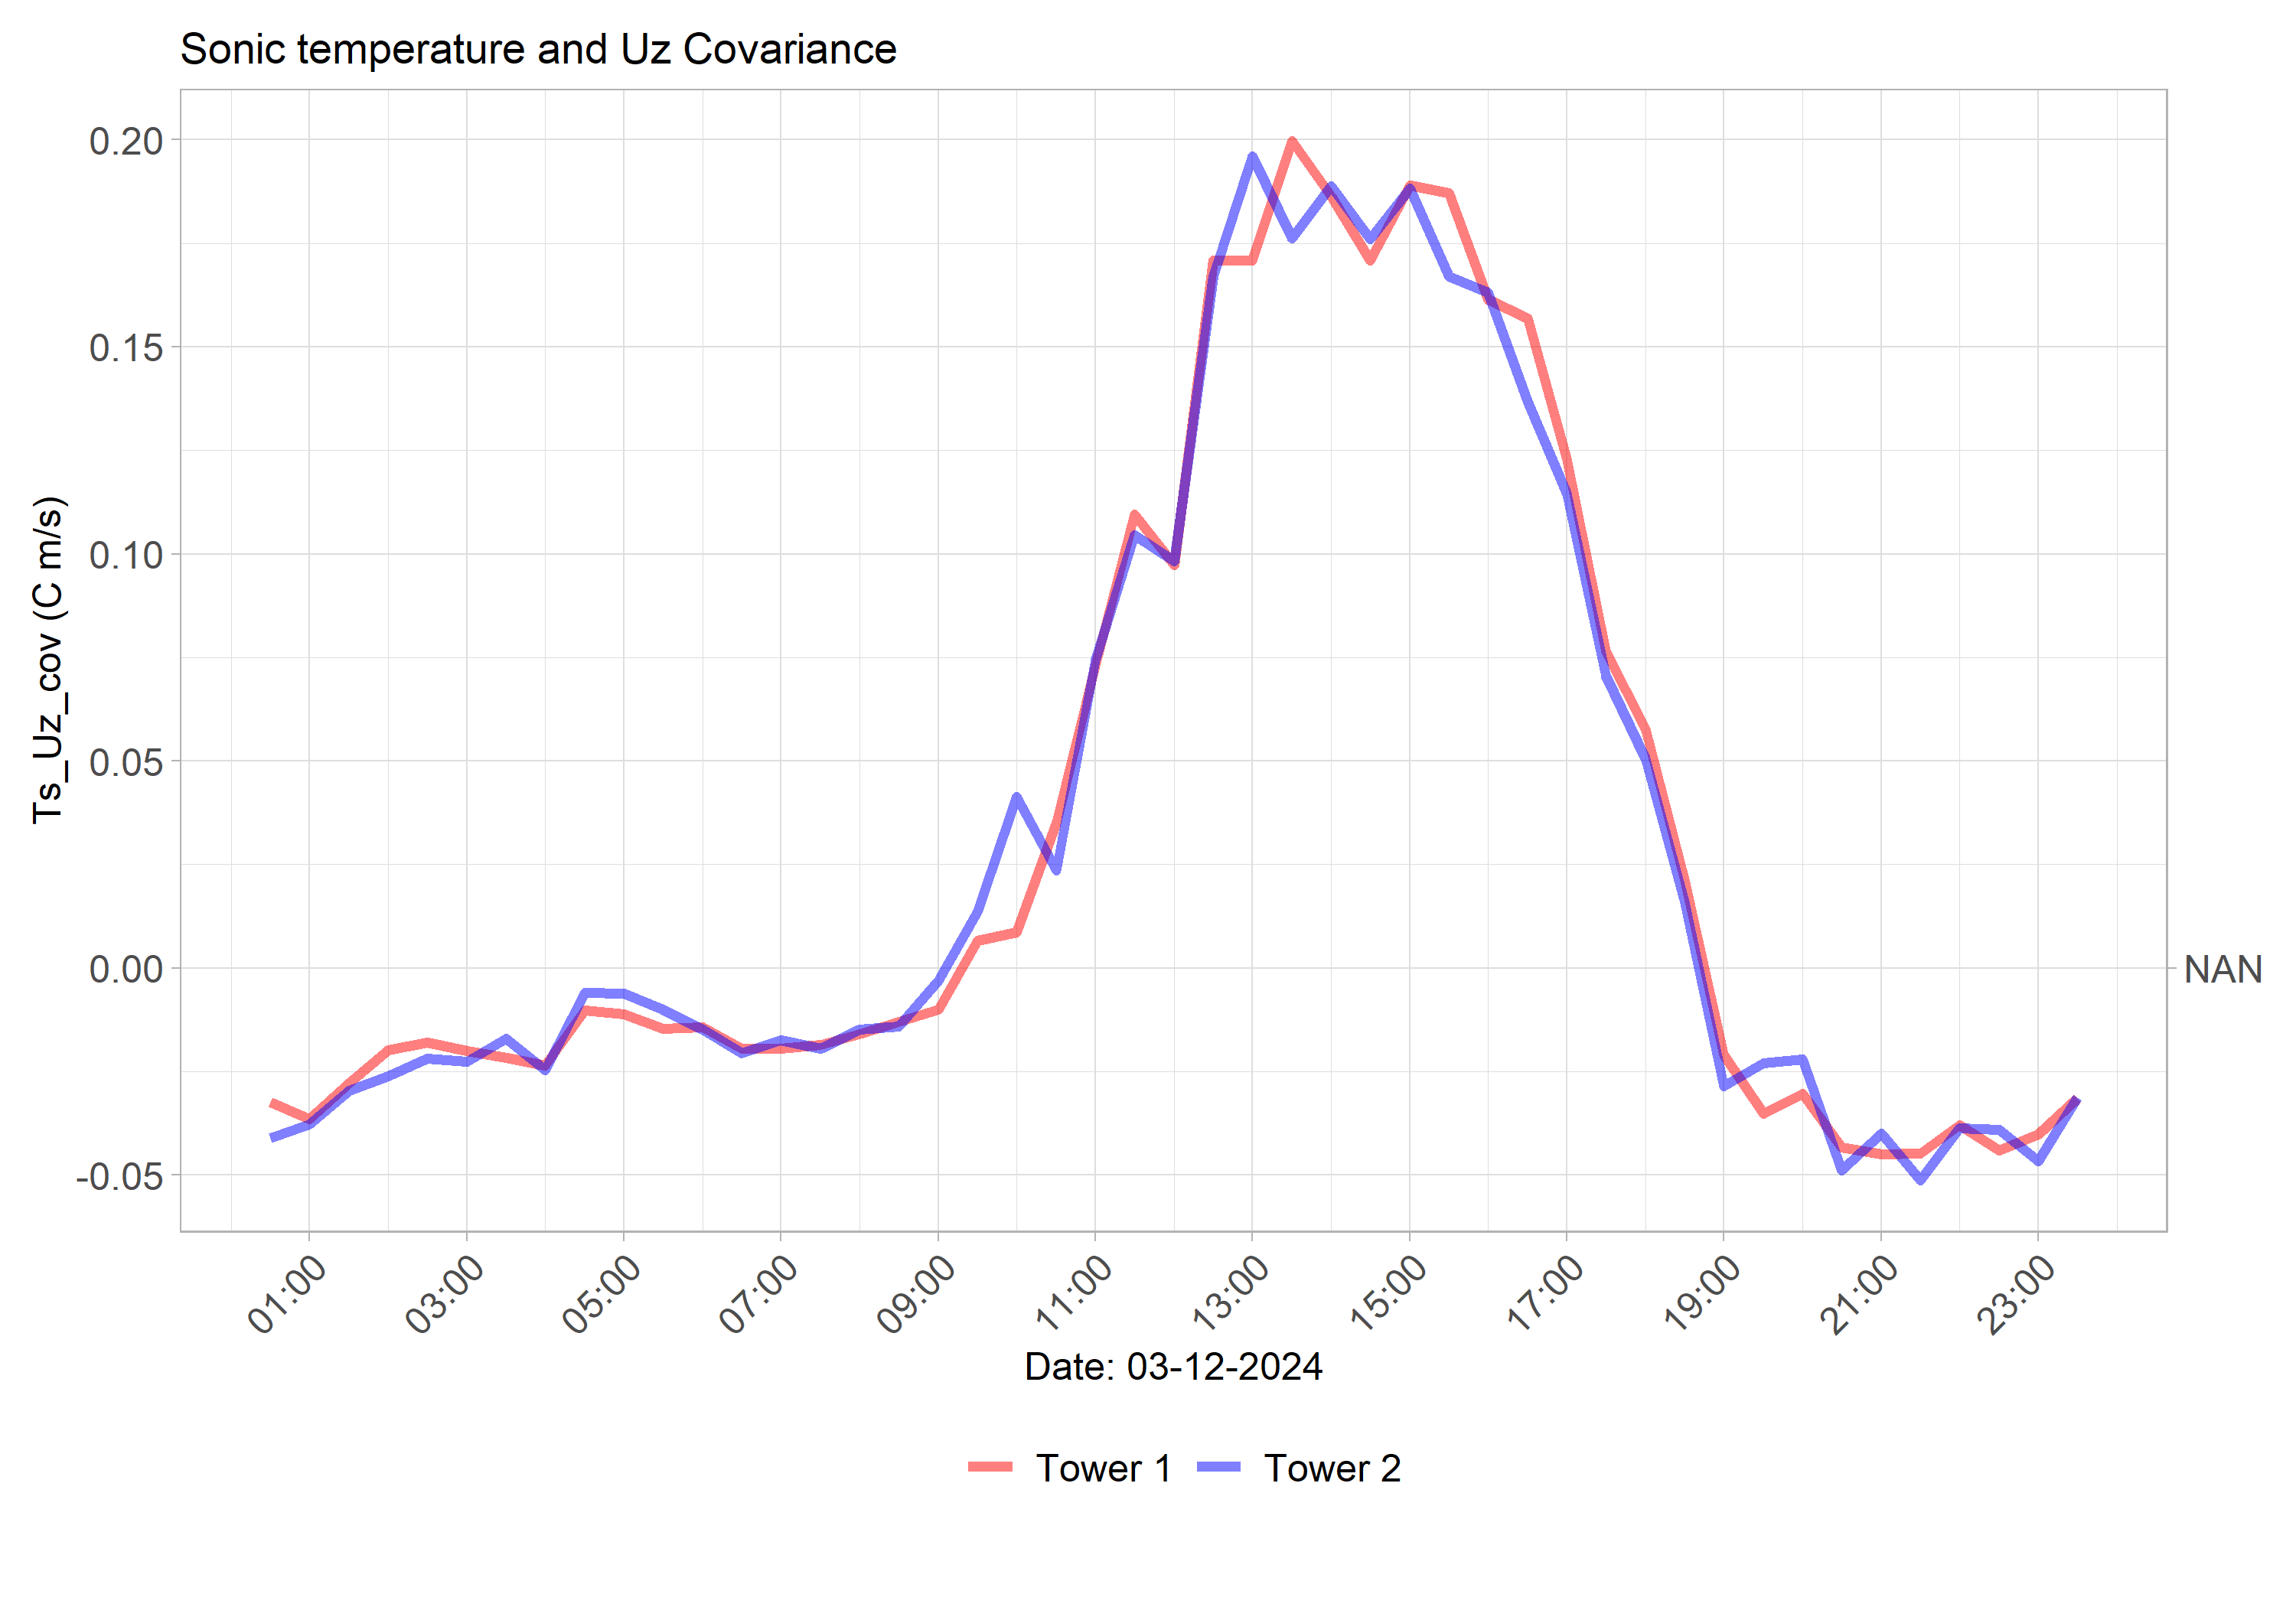 Sonic temperature and Uz Covariance
Ts_Uz_cov (C m/s)
0.20
0.15
0.10
0.05
0.00
-0.05
NAN
01:00 03:00 05:00 07:00 09:00 11:00 13:00 15:00 17:00 19:00 21:00 23:00
Date: 03-12-2024
Tower 1 Tower 2